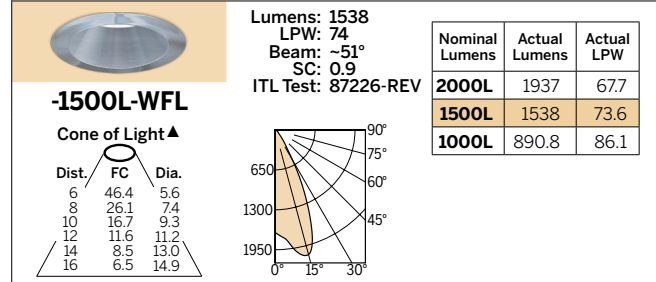 -1500L-WFL
Cone of Light▲
Dist. FC Dia.
6 46.4 5.6
8 26.1 7.4
10 16.7 9.3
12 11.6 11.2
14 8.5 13.0
16 6.5 14.9
Lumens: 1538
LPW: 74
Beam: ~51°
SC: 0.9
ITL Test: 87226-REV
90°
75°
60°
45°
650
1300
1950
0° 15° 30°
Nominal Lumens Actual Lumens Actual LPW
2000L 1937 67.7
1500L 1538 73.6
1000L 890.8 86.1